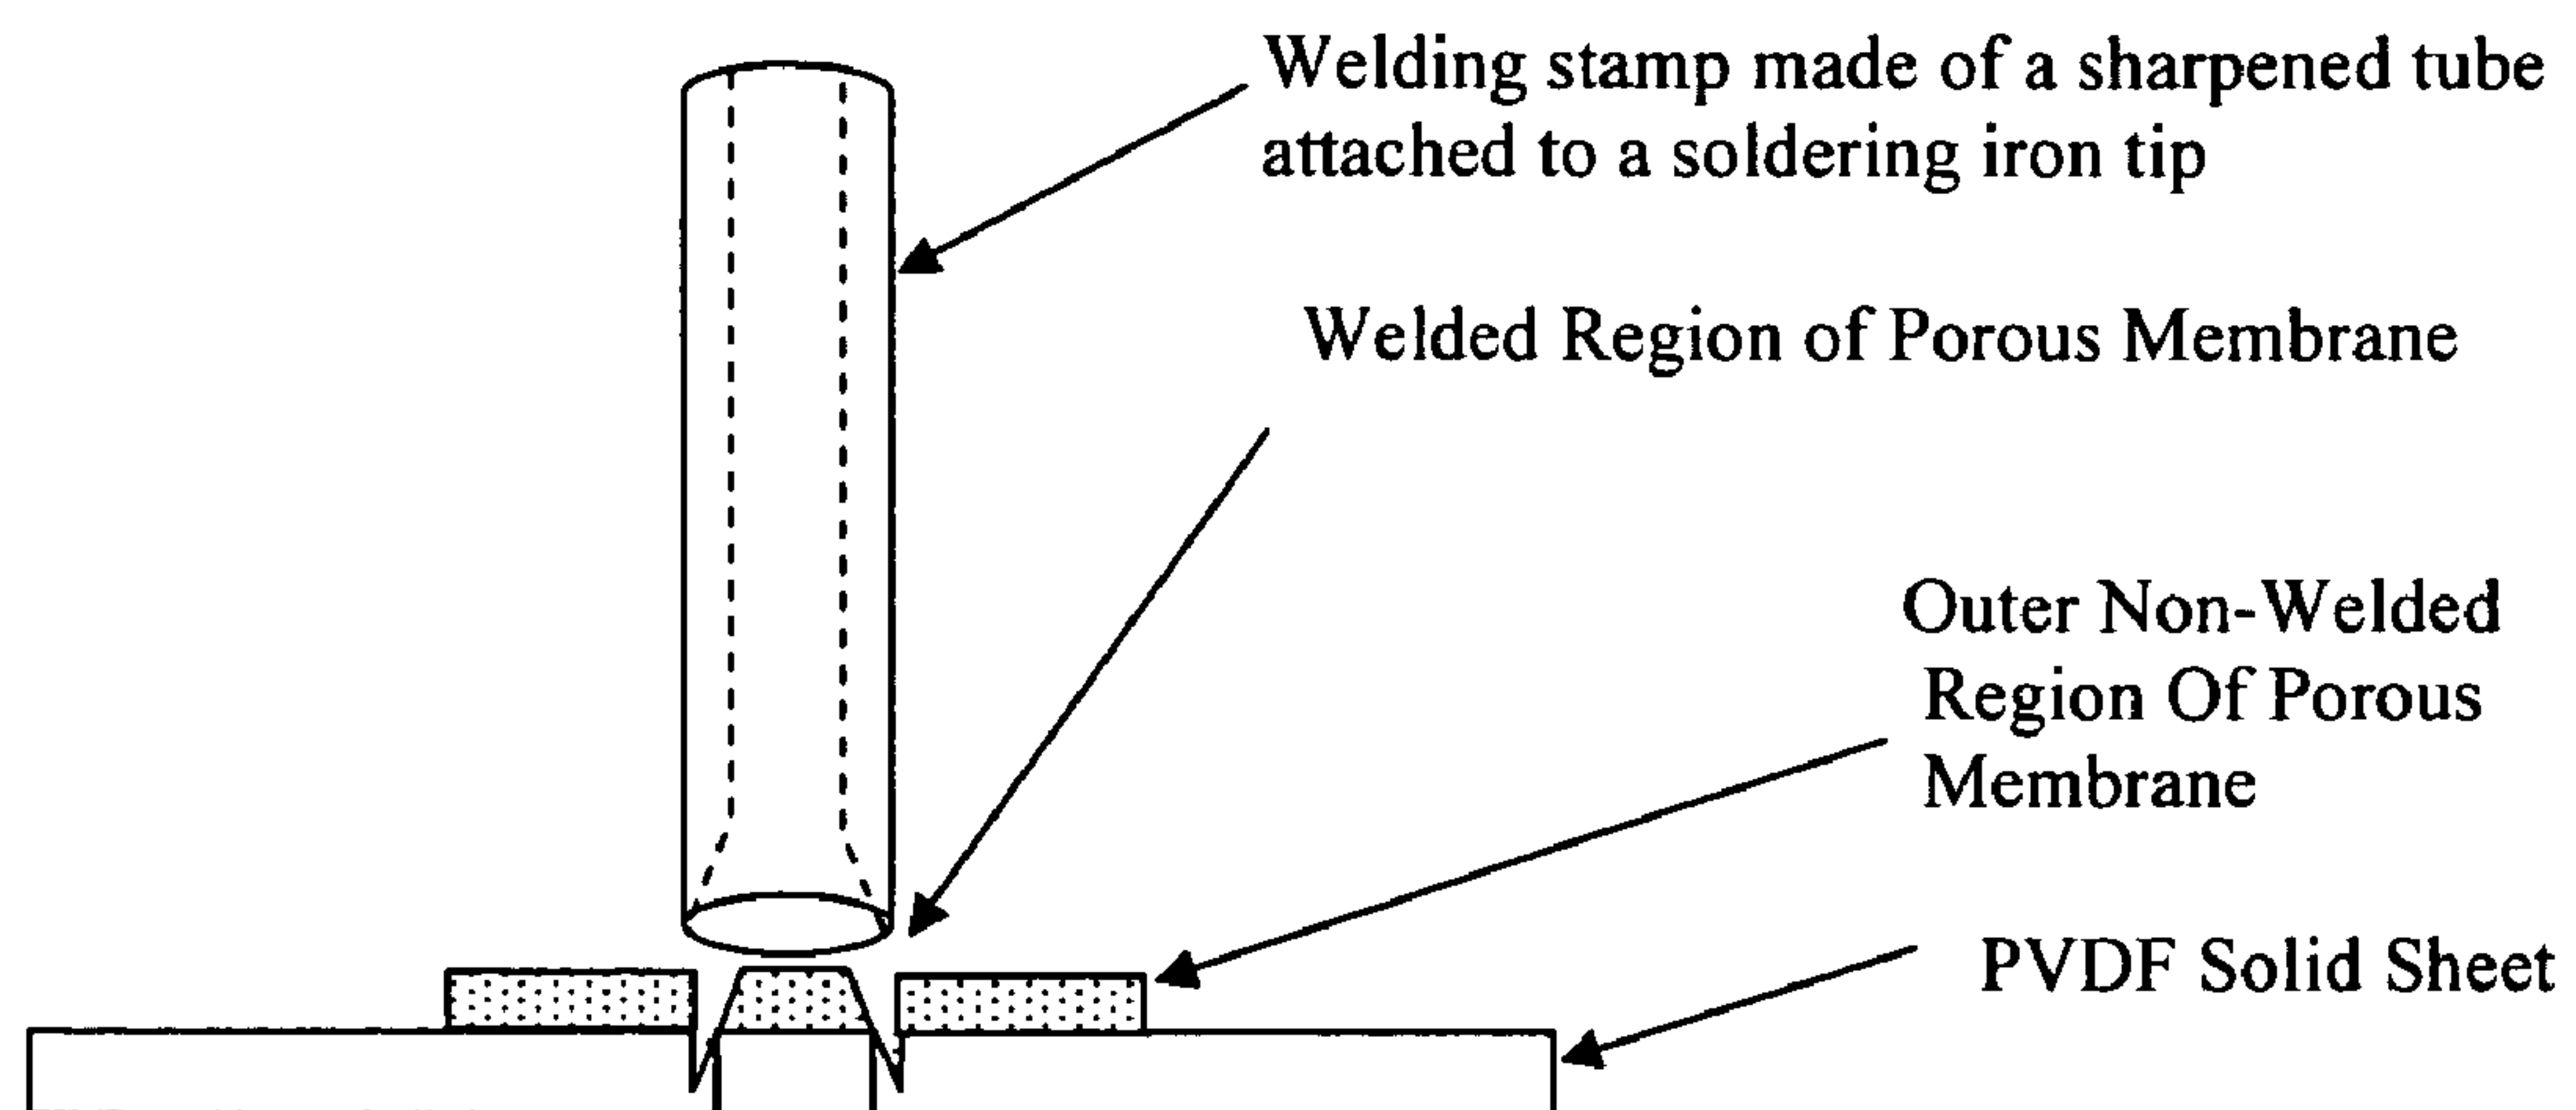 Welding stamp made of a sharpened tube
attached to a soldering iron tip
Welded Region of Porous Membrane
Outer Non-Welded
Region Of Porous
Membrane
PVDF Solid Sheet